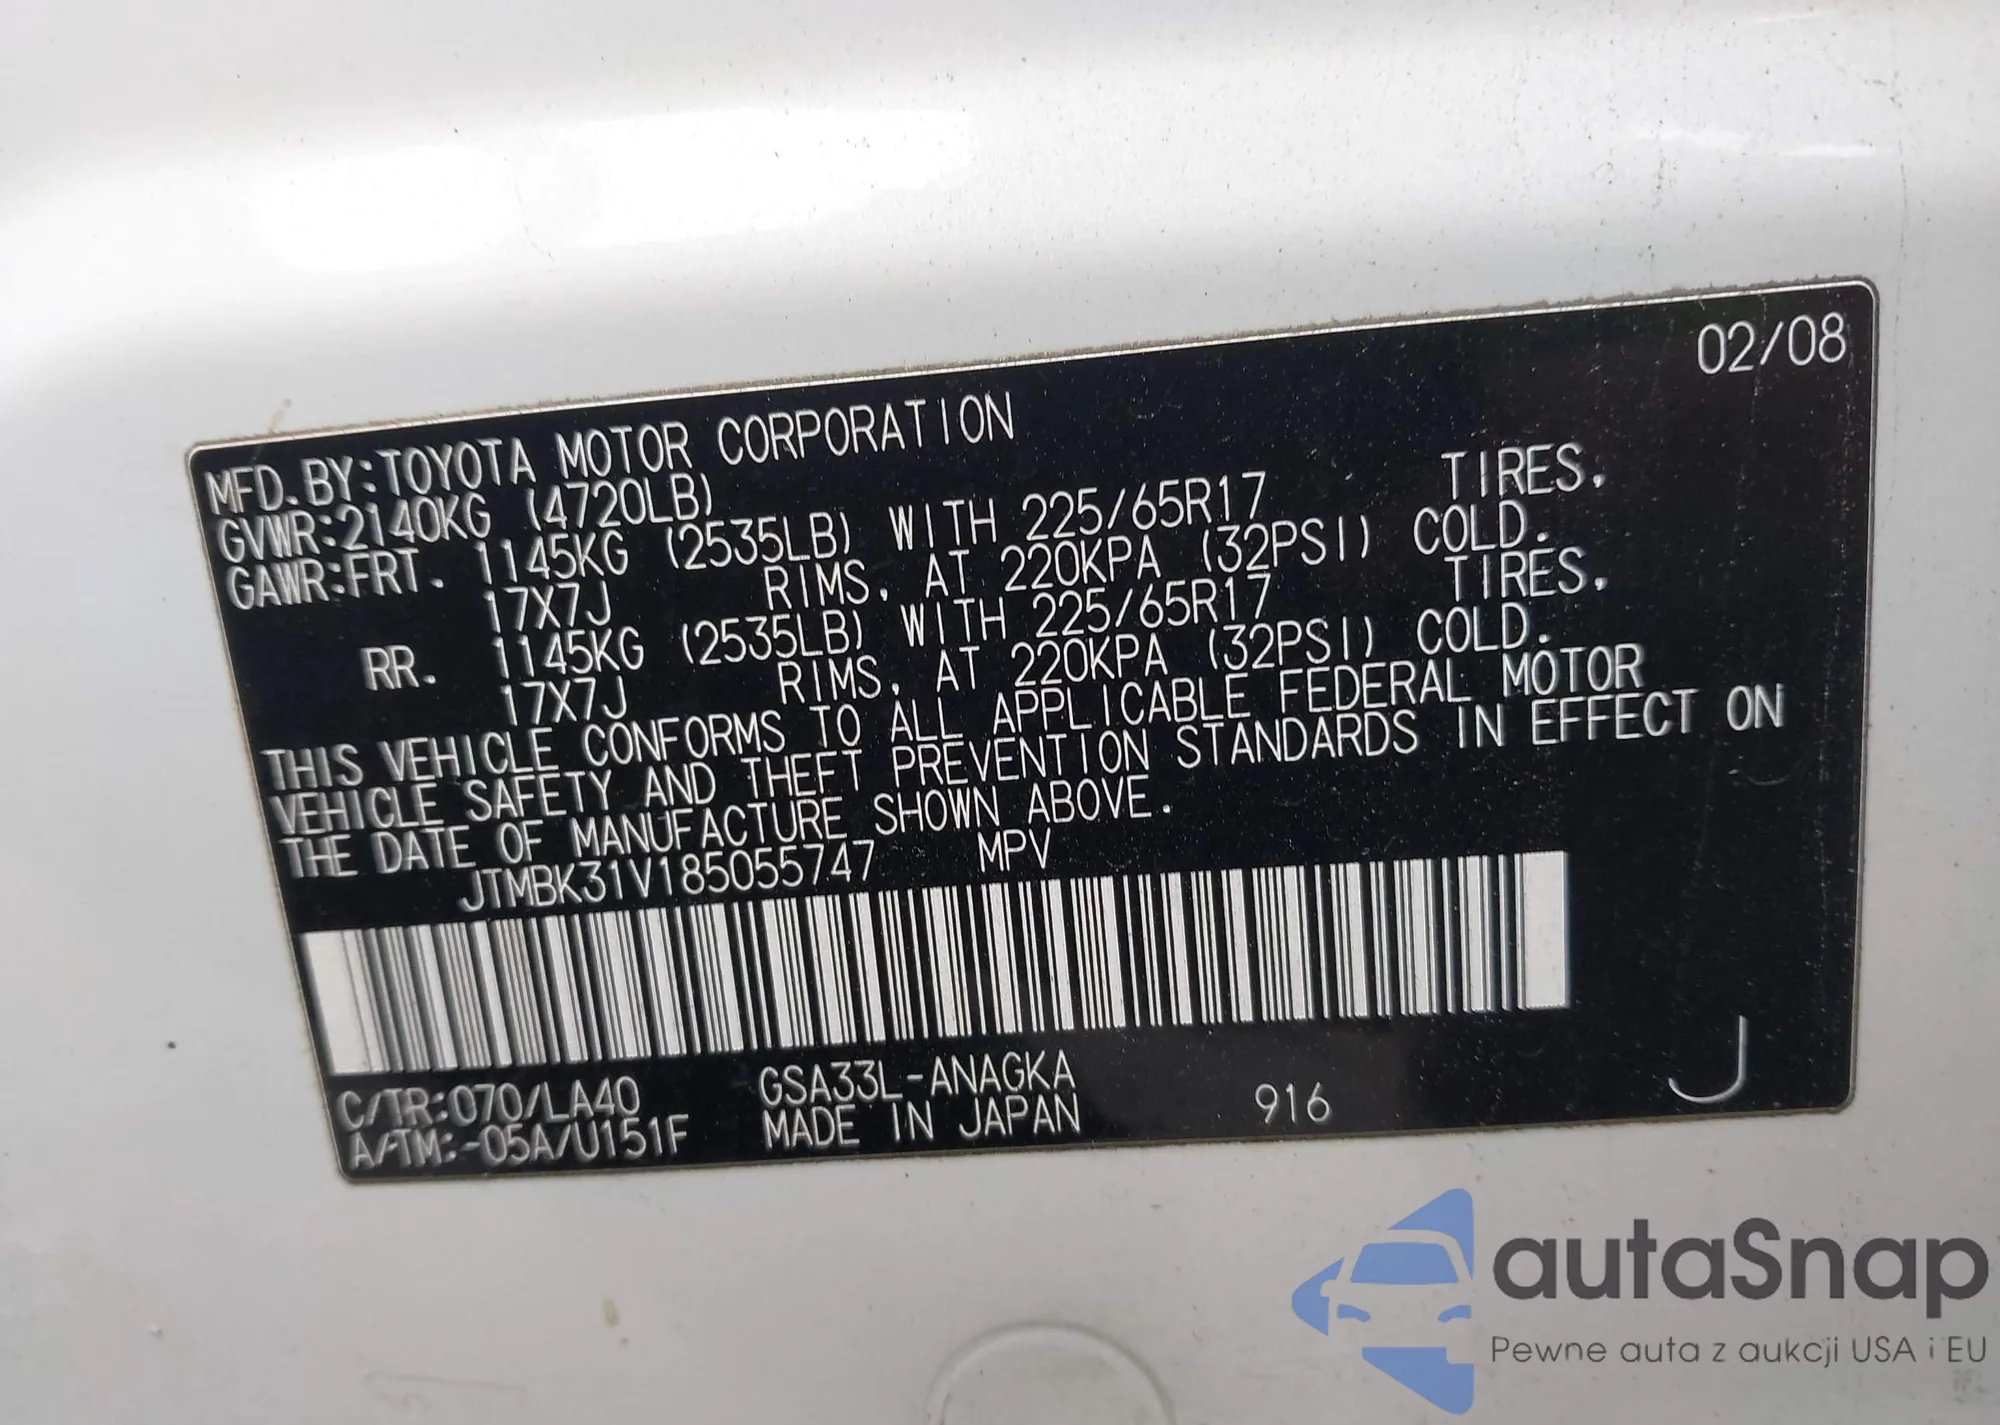 02/08
MFD.BY:TOYOTA MOTOR CORPORATION
GVWR:2140KG (4720LB)
GAWR:FRT. 1145KG (2535LB) WITH 225/65R17 TIRES.
17X7J RIMS, AT 220KPA (32PSI) COLD.
RR. 1145KG (2535LB) WITH 225/65R17 TIRES.
17X7J RIMS, AT 220KPA (32PSI) COLD.
THIS VEHICLE CONFORMS TO ALL APPLICABLE FEDERAL MOTOR
VEHICLE SAFETY AND THEFT PREVENTION STANDARDS IN EFFECT ON
THE DATE OF MANUFACTURE SHOWN ABOVE.
JTMBK31V185055747 MPV
C/TR:070/LA40 GSA33L-ANAGKA
A/TM:-05A/U151F MADE IN JAPAN 916 J
autaSnap
Pewne auta z aukcji USA i EU